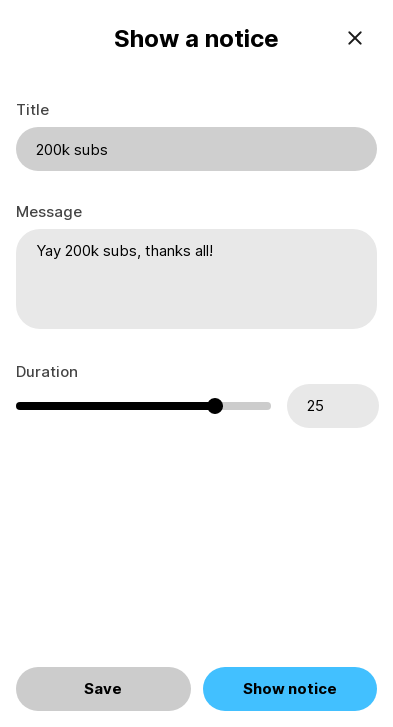 Show a notice
Title
200k subs
Message
Yay 200k subs, thanks all!
Duration
25
Save
Show notice